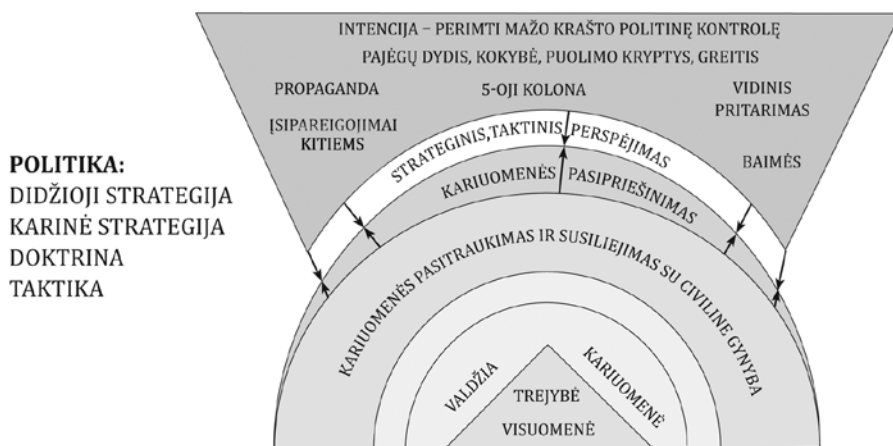 INTENCIJA – PERIMTI MAŽO KRAŠTO POLITINĘ KONTROLĘ
PAJĖGŲ DYDIS, KOKYBĖ, PUOLIMO KRYPTYS, GREITIS
PROPAGANDA
5-OJI KOLONA
VIDINIS
PRITARIMAS
ĮSIPAREIGOJIMAI
KITIEMS
BAIMĖS
STRATEGINIS, TAKTINIS PERSPĖJIMAS
KARIUOMENĖS PASIPRIEŠINIMAS
KARIUOMENĖS PASITRAUKIMAS IR SUSILIEJIMAS SU CIVILINE GYNYBA
POLITIKA:
DIDŽIOJI STRATEGIJA
KARINĖ STRATEGIJA
DOKTRINA
TAKTIKA
VALDŽIA
KARIUOMENĖ
TREJYBĖ
VISUOMENĖ